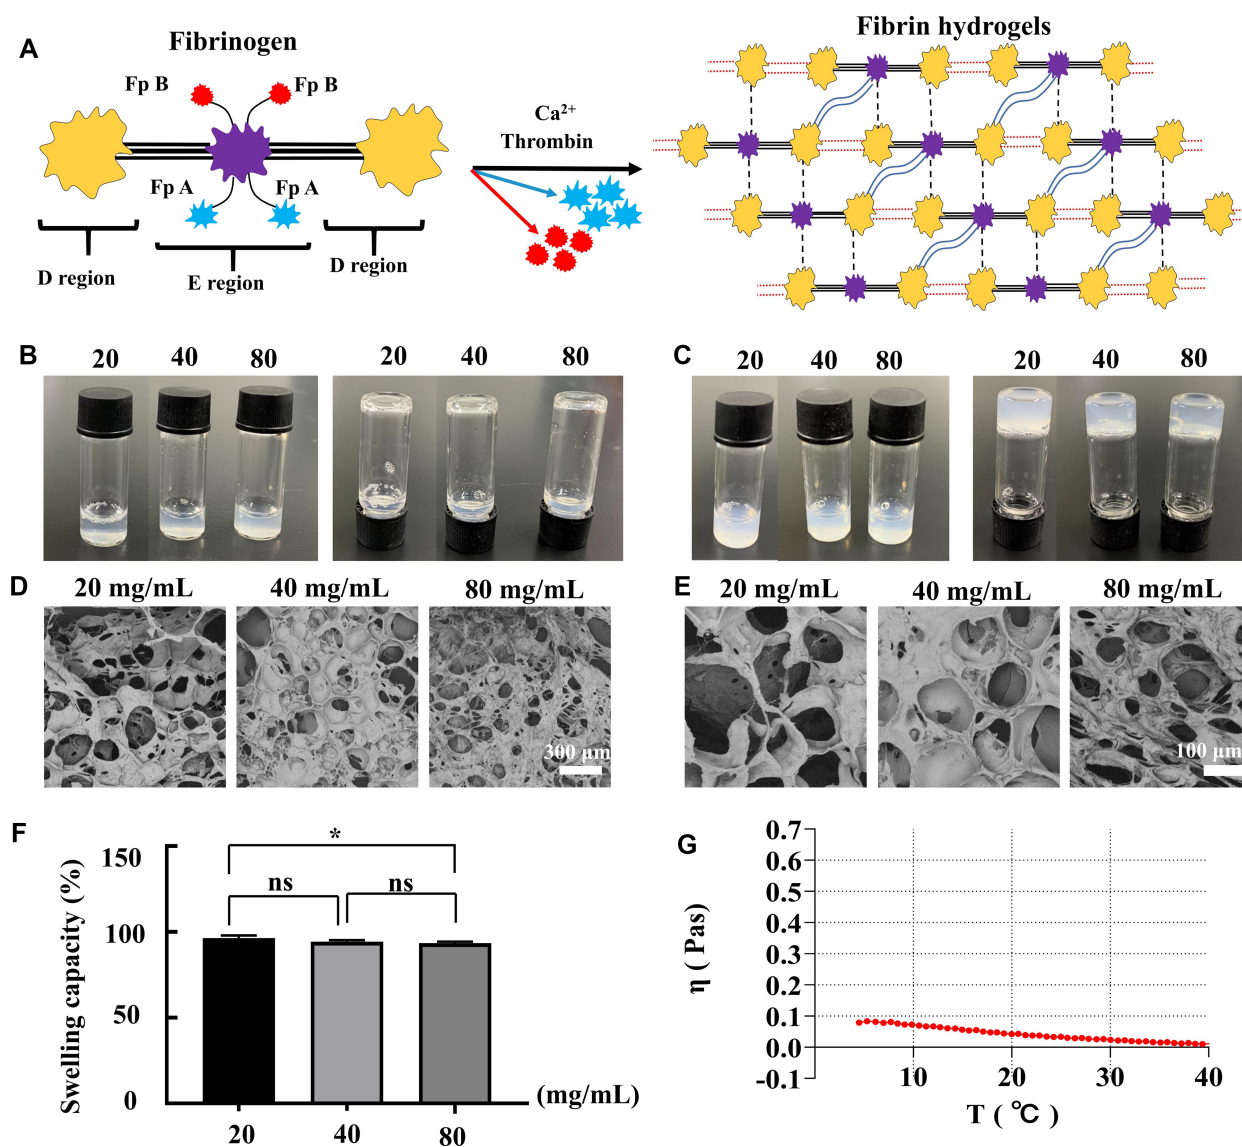 A
Fibrinogen
Fibrin hydrogels
Fp B
Fp B
Fp A
Fp A
D region
E region
D region
Ca²⁺
Thrombin
B
20 40 80
20 40 80
C
20 40 80
20 40 80
D
20 mg/mL 40 mg/mL 80 mg/mL
300 μm
E
20 mg/mL 40 mg/mL 80 mg/mL
100 μm
F
Swelling capacity (%)
150
100
50
0
*
ns
ns
20 40 80
(mg/mL)
G
η ( Pas)
0.7
0.6
0.5
0.4
0.3
0.2
0.1
0.0
-0.1
10 20 30 40
T ( °C)